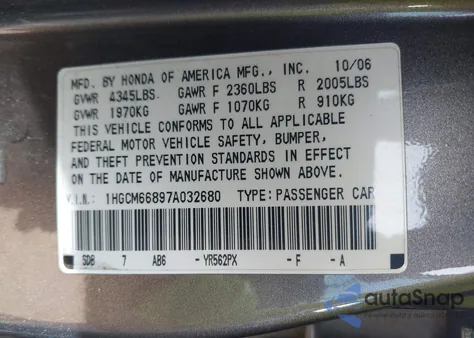 MFD. BY HONDA OF AMERICA MFG., INC. 10/06
GVWR 4345LBS. GAWR F 2360LBS R 2005LBS
GVWR 1970KG GAWR F 1070KG R 910KG
THIS VEHICLE CONFORMS TO ALL APPLICABLE
FEDERAL MOTOR VEHICLE SAFETY, BUMPER,
AND THEFT PREVENTION STANDARDS IN EFFECT
ON THE DATE OF MANUFACTURE SHOWN ABOVE.
V.I.N.: 1HGCM66897A032680 TYPE: PASSENGER CAR
SDB 7 AB6 -YR562PX -F -A
autoSnap